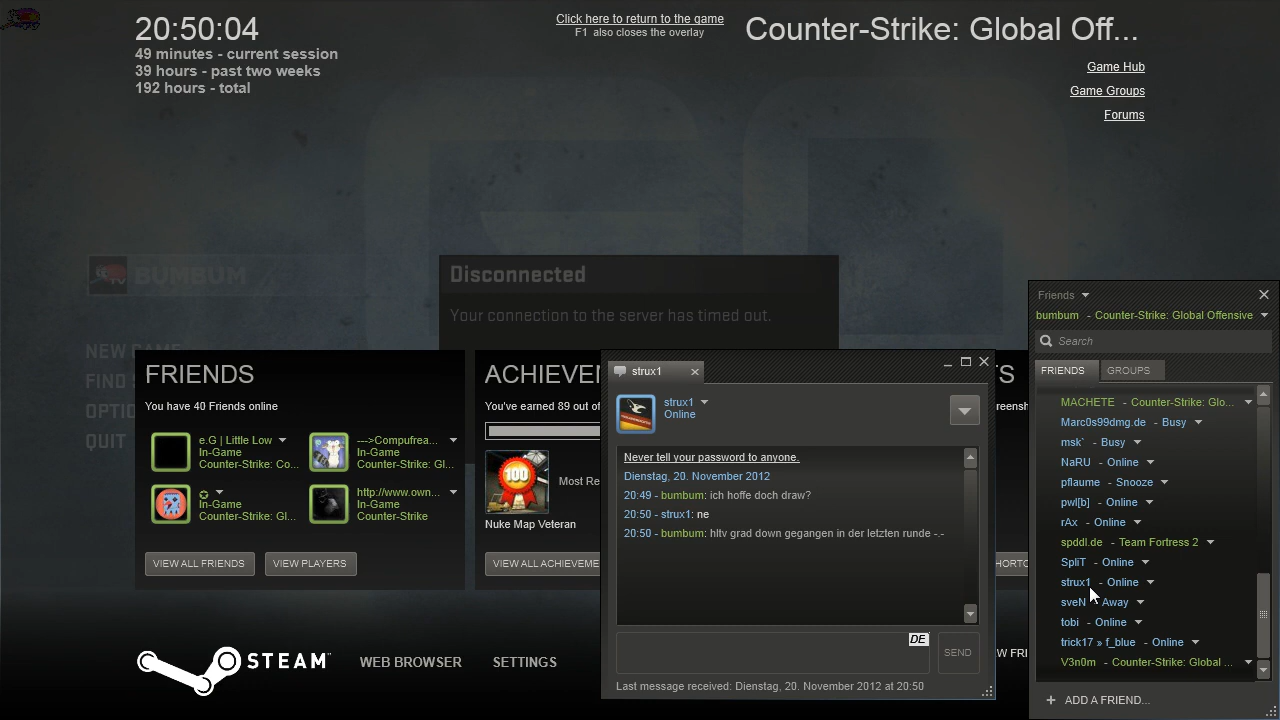 20:50:04
49 minutes - current session
39 hours - past two weeks
192 hours - total
Click here to return to the game
F1 also closes the overlay
Counter-Strike: Global Off...
Game Hub
Game Groups
Forums
TV BUMBUM
NEW GAME
FIND S
OPTIO
QUIT
Disconnected
Your connection to the server has timed out.
FRIENDS
You have 40 Friends online
e.G | Little Low
In-Game
Counter-Strike: Co...
--->Compufrea...
In-Game
Counter-Strike: Gl...
In-Game
Counter-Strike: Gl...
http://www.own...
In-Game
Counter-Strike
VIEW ALL FRIENDS
VIEW PLAYERS
ACHIEVEM
You've earned 89 out of
100
Most Re
Nuke Map Veteran
VIEW ALL ACHIEVEME
S
reensh
HORTC
strux1
strux1
Online
Never tell your password to anyone.
Dienstag, 20. November 2012
20:49 - bumbum: ich hoffe doch draw?
20:50 - strux1: ne
20:50 - bumbum: hltv grad down gegangen in der letzten runde -.-
DE
SEND
Last message received: Dienstag, 20. November 2012 at 20:50
Friends
bumbum - Counter-Strike: Global Offensive
Search
FRIENDS
GROUPS
MACHETE - Counter-Strike: Glo...
Marc0s99dmg.de - Busy
msk` - Busy
NaRU - Online
pflaume - Snooze
pwl[b] - Online
rAx - Online
spddl.de - Team Fortress 2
SpliT - Online
strux1 - Online
sveN - Away
tobi - Online
trick17 » f_blue - Online
V3n0m - Counter-Strike: Global ...
+ ADD A FRIEND...
STEAM™
WEB BROWSER
SETTINGS
W FRI